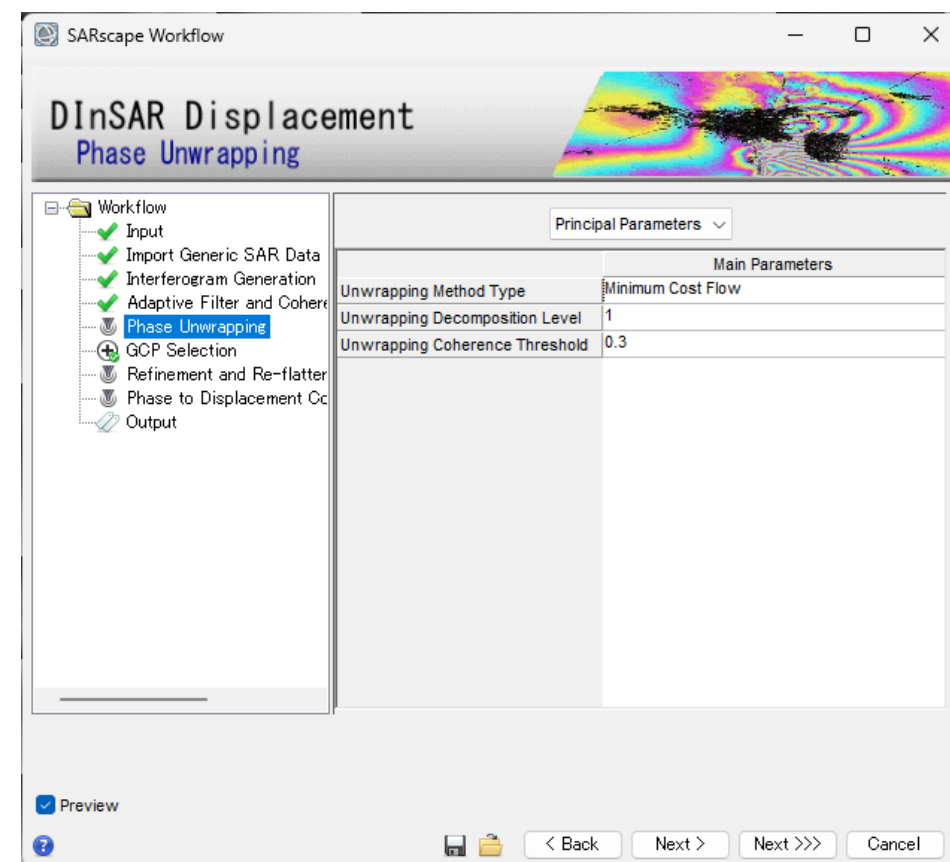 SARscape Workflow
DInSAR Displacement
Phase Unwrapping
Workflow
Input
Import Generic SAR Data
Interferogram Generation
Adaptive Filter and Cohere
Phase Unwrapping
GCP Selection
Refinement and Re-flatter
Phase to Displacement Co
Output
Principal Parameters
Main Parameters
Unwrapping Method Type Minimum Cost Flow
Unwrapping Decomposition Level 1
Unwrapping Coherence Threshold 0.3
Preview
?
< Back Next > Next >>> Cancel